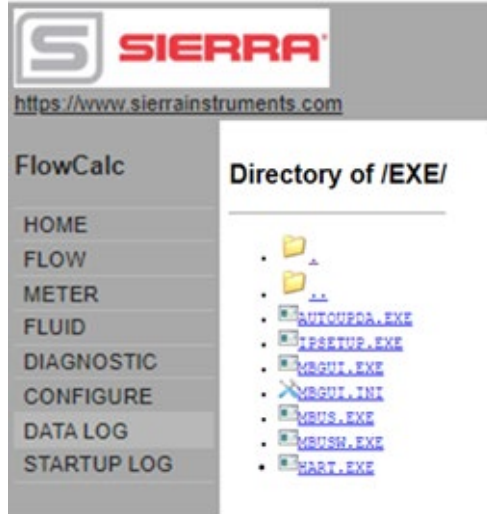 SIERRA
https://www.sierrainstruments.com
FlowCalc
HOME
FLOW
METER
FLUID
DIAGNOSTIC
CONFIGURE
DATA LOG
STARTUP LOG
Directory of /EXE/
.
..
AUTOUPDA.EXE
IPSETUP.EXE
MBGUI.EXE
MBGUI.INI
MBUS.EXE
MBUSW.EXE
HART.EXE